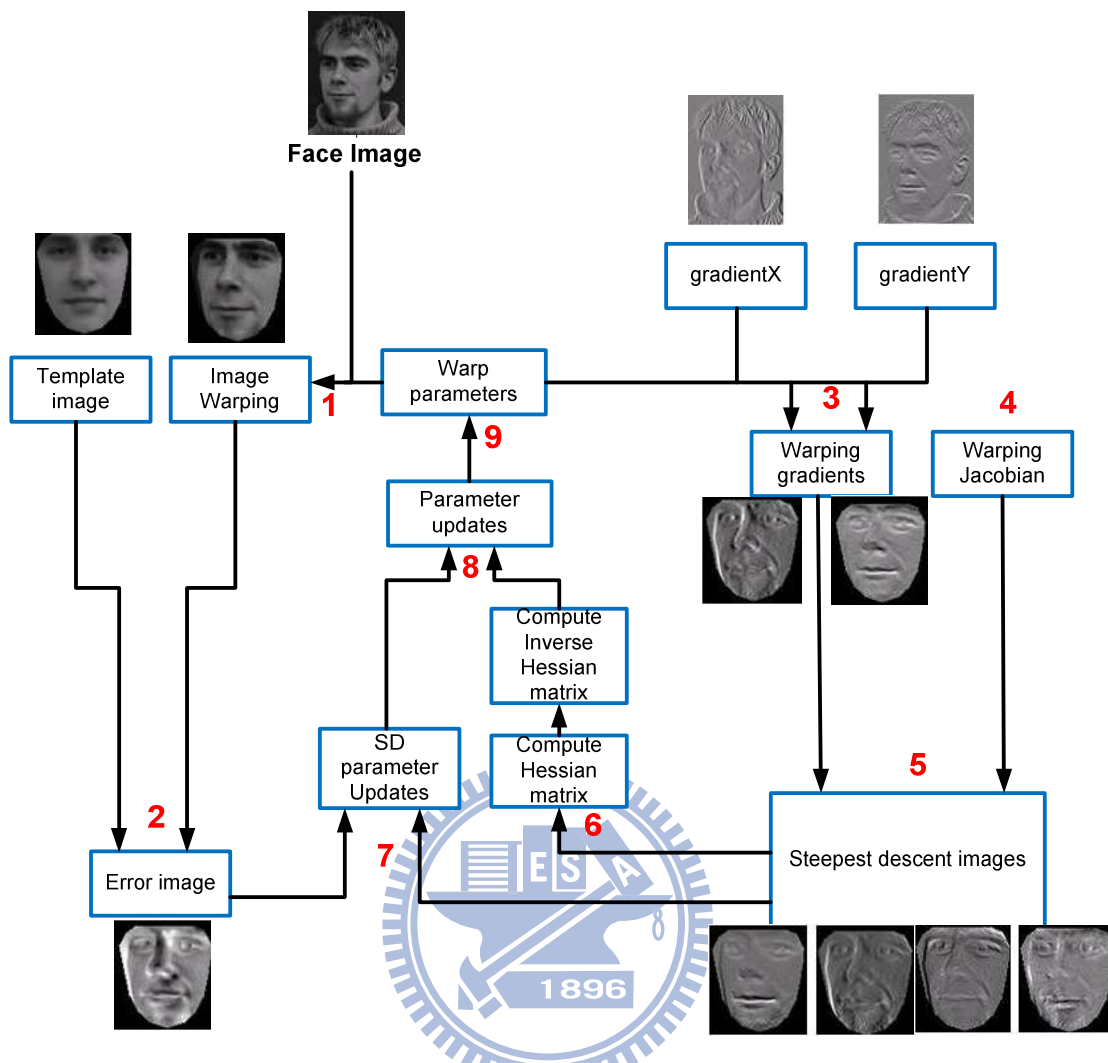 Face Image
gradientX
gradientY
Template
image
Image
Warping
1
Warp
parameters
3
4
9
Warping
gradients
Warping
Jacobian
Parameter
updates
8
Compute
Inverse
Hessian
matrix
SD
parameter
Updates
Compute
Hessian
matrix
5
2
6
7
Error image
Steepest descent images
E S A
8
1896